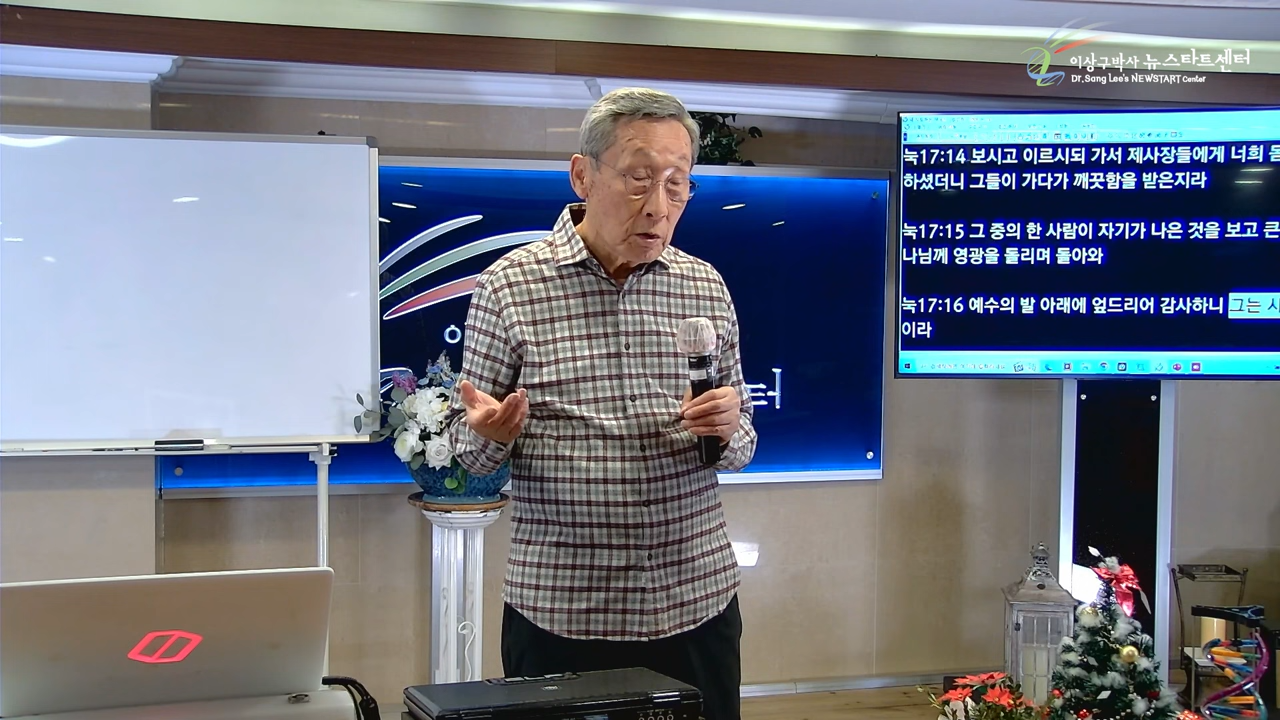 이상구박사 뉴스타트센터
Dr. Sang Lee's NEWSTART Center
눅17:14 보시고 이르시되 가서 제사장들에게 너희
하셨더니 그들이 가다가 깨끗함을 받은지라
눅17:15 그 중의 한 사람이 자기가 나은 것을 보고 큰
나님께 영광을 돌리며 돌아와
눅17:16 예수의 발 아래에 엎드리어 감사하니 그는 사
이라